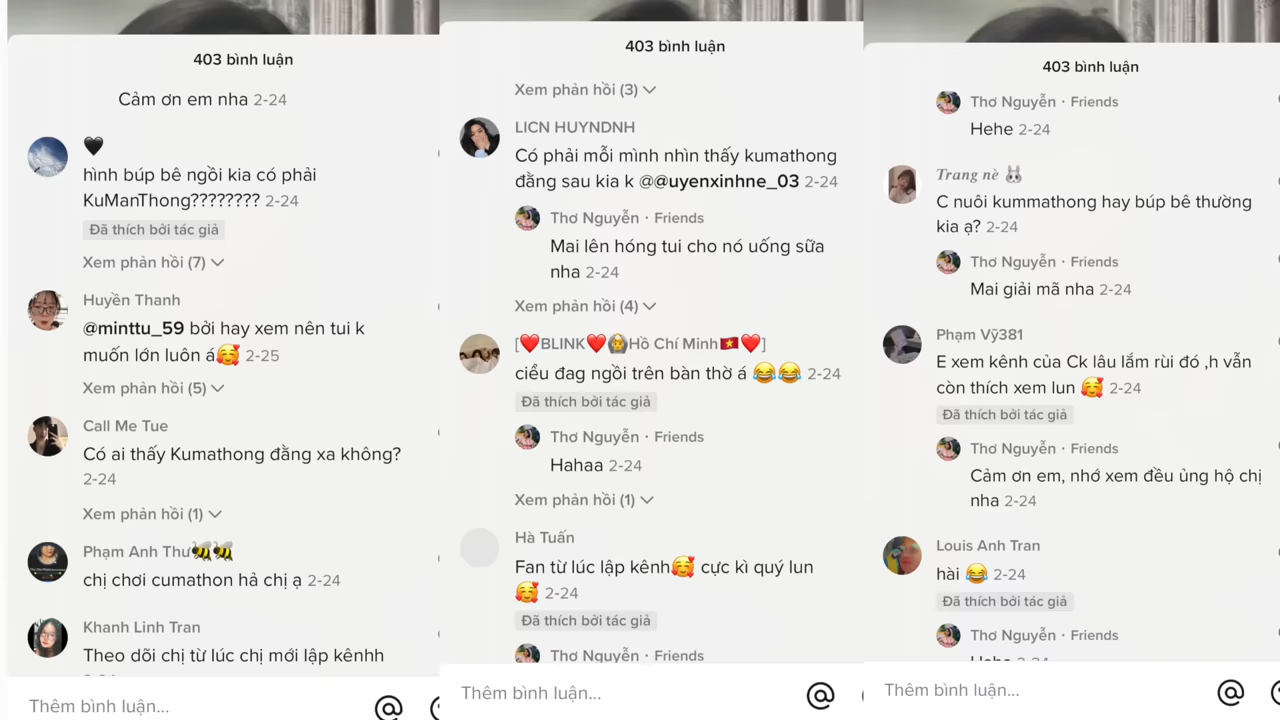 403 bình luận
Cảm ơn em nha 2-24
🖤
hình búp bê ngồi kia có phải
KuManThong???????? 2-24
Đã thích bởi tác giả
Xem phản hồi (7)
Huyền Thanh
@minttu_59 bởi hay xem nên tui k
muốn lớn luôn á🥰 2-25
Xem phản hồi (5)
Call Me Tue
Có ai thấy Kumathong đằng xa không?
2-24
Xem phản hồi (1)
Phạm Anh Thư🐝🐝
chị chơi cumathon hả chị ạ 2-24
Khanh Linh Tran
Theo dõi chị từ lúc chị mới lập kênhh
Thêm bình luận...
403 bình luận
Xem phản hồi (3)
LICN HUYNDNH
Có phải mỗi mình nhìn thấy kumathong
đằng sau kia k @@uyenxinhne_03 2-24
Thơ Nguyễn · Friends
Mai lên hóng tui cho nó uống sữa
nha 2-24
Xem phản hồi (4)
[❤️BLINK❤️🙆Hồ Chí Minh🇻🇳❤️]
ciểu đag ngồi trên bàn thờ á 😂😂 2-24
Đã thích bởi tác giả
Thơ Nguyễn · Friends
Hahaa 2-24
Xem phản hồi (1)
Hà Tuấn
Fan từ lúc lập kênh🥰 cực kì quý lun
🥰 2-24
Đã thích bởi tác giả
Thơ Nguyễn · Friends
Thêm bình luận...
403 bình luận
Thơ Nguyễn · Friends
Hehe 2-24
Trang nè 🐰
C nuôi kummathong hay búp bê thường
kia ạ? 2-24
Thơ Nguyễn · Friends
Mai giải mã nha 2-24
Phạm Vỹ381
E xem kênh của Ck lâu lắm rùi đó ,h vẫn
còn thích xem lun 🥰 2-24
Đã thích bởi tác giả
Thơ Nguyễn · Friends
Cảm ơn em, nhớ xem đều ủng hộ chị
nha 2-24
Louis Anh Tran
hài 😂 2-24
Đã thích bởi tác giả
Thơ Nguyễn · Friends
Thêm bình luận...